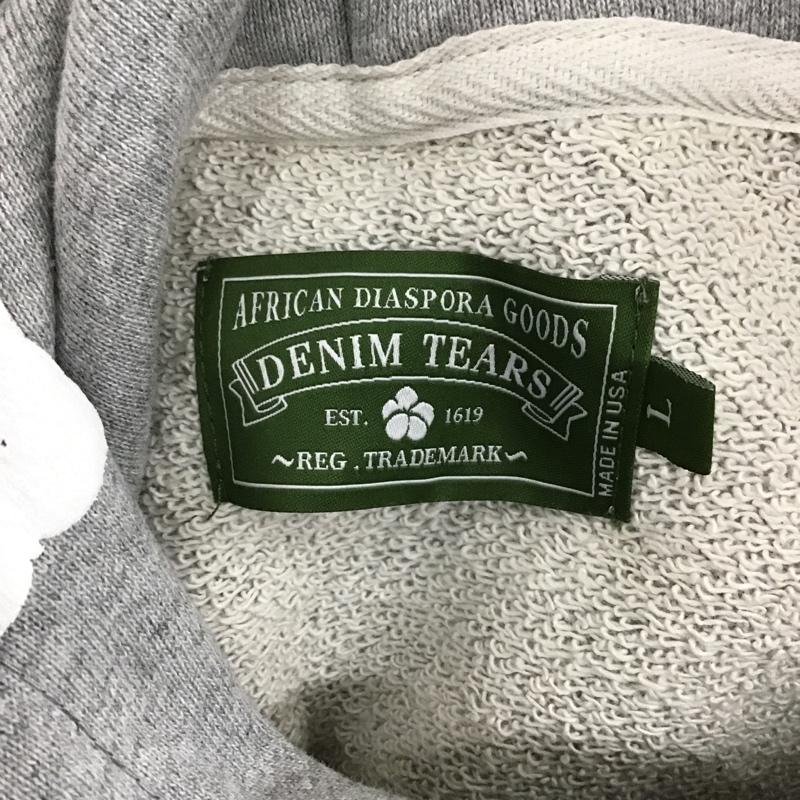 AFRICAN DIASPORA GOODS
DENIM TEARS
EST. 1619
~REG. TRADEMARK~
MADE IN USA
L